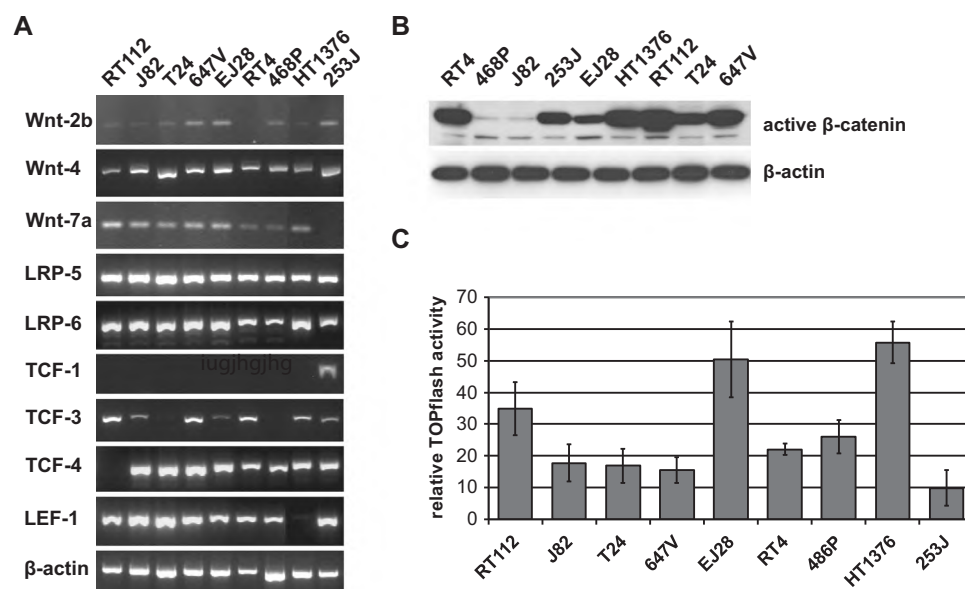 A
RT112 J82 T24 647V EJ28 RT4 468P HT1376 253J
Wnt-2b
Wnt-4
Wnt-7a
LRP-5
LRP-6
TCF-1
iugjhgjhg
TCF-3
TCF-4
LEF-1
β-actin
B
RT4 468P J82 253J EJ28 HT1376 RT112 T24 647V
active β-catenin
β-actin
C
relative TOPflash activity
70
60
50
40
30
20
10
0
RT112 J82 T24 647V EJ28 RT4 486P HT1376 253J